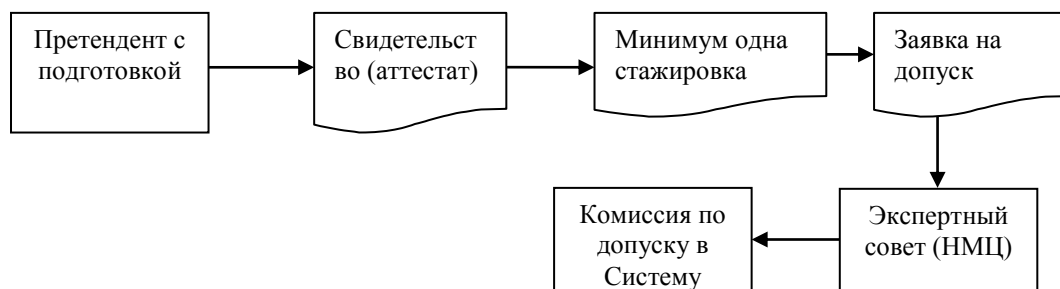 Претендент с
подготовкой
Свидетельст
во (аттестат)
Минимум одна
стажировка
Заявка на
допуск
Экспертный
совет (НМЦ)
Комиссия по
допуску в
Систему